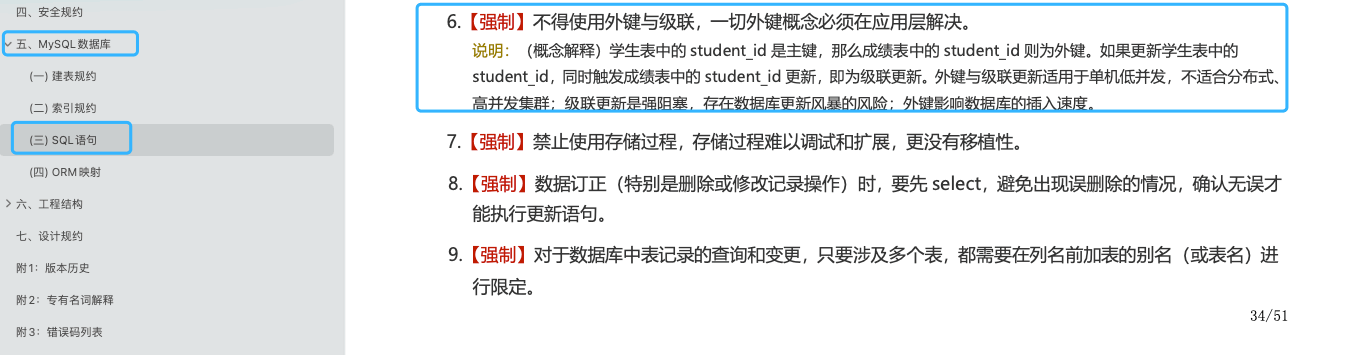 四、安全规约
五、MySQL数据库
(一) 建表规约
(二) 索引规约
(三) SQL语句
(四) ORM映射
六、工程结构
七、设计规约
附1：版本历史
附2：专有名词解释
附3：错误码列表
6.【强制】不得使用外键与级联，一切外键概念必须在应用层解决。
说明：（概念解释）学生表中的 student_id 是主键，那么成绩表中的 student_id 则为外键。如果更新学生表中的
student_id，同时触发成绩表中的 student_id 更新，即为级联更新。外键与级联更新适用于单机低并发，不适合分布式、
高并发集群；级联更新是强阻塞，存在数据库更新风暴的风险；外键影响数据库的插入速度。
7.【强制】禁止使用存储过程，存储过程难以调试和扩展，更没有移植性。
8.【强制】数据订正（特别是删除或修改记录操作）时，要先 select，避免出现误删除的情况，确认无误才
能执行更新语句。
9.【强制】对于数据库中表记录的查询和变更，只要涉及多个表，都需要在列名前加表的别名（或表名）进
行限定。
34/51